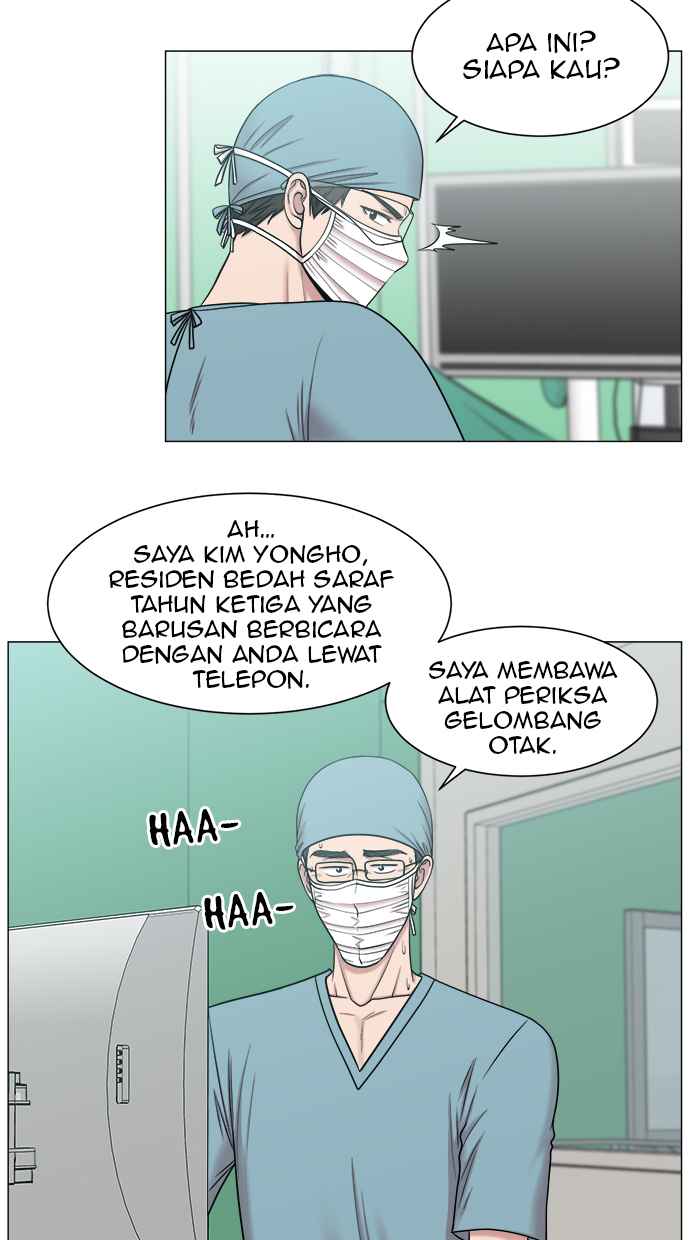 APA INI?
SIAPA KAU?
AH...
SAYA KIM YONGHO,
RESIDEN BEDAH SARAF
TAHUN KETIGA YANG
BARUSAN BERBICARA
DENGAN ANDA LEWAT
TELEPON.
SAYA MEMBAWA
ALAT PERIKSA
GELOMBANG
OTAK.
HAA-
HAA-